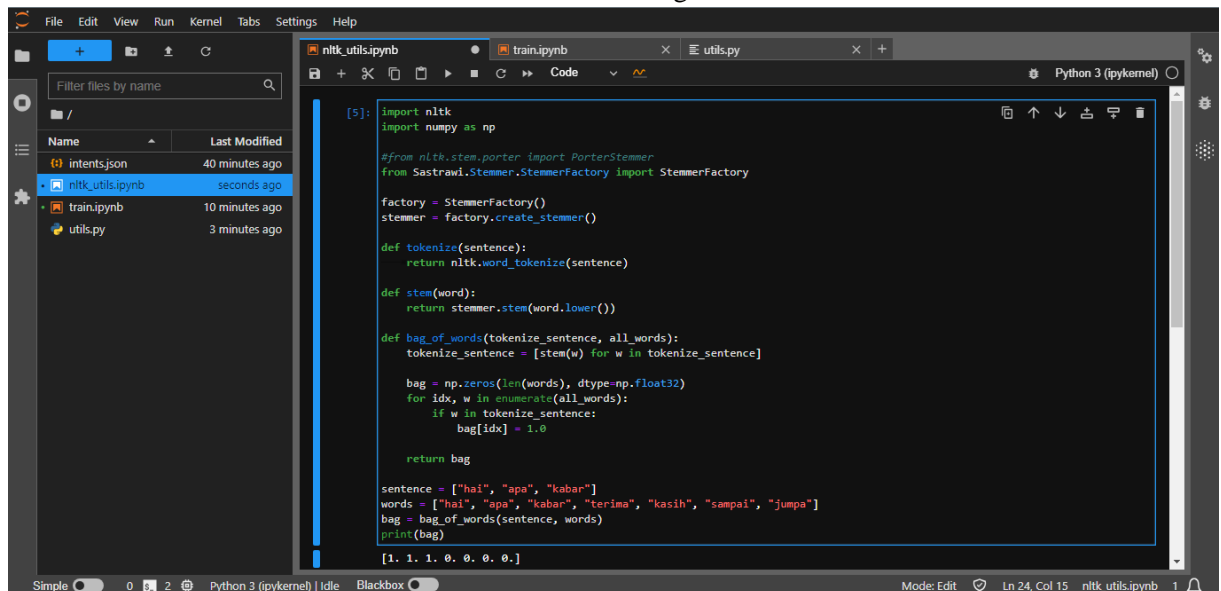 File Edit View Run Kernel Tabs Settings Help
nltk_utils.ipynb train.ipynb utils.py
Code Python 3 (ipykernel)
Filter files by name
/
Name Last Modified
intents.json 40 minutes ago
nltk_utils.ipynb seconds ago
train.ipynb 10 minutes ago
utils.py 3 minutes ago
[5]: import nltk
import numpy as np
#from nltk.stem.porter import PorterStemmer
from Sastrawi.Stemmer.StemmerFactory import StemmerFactory
factory = StemmerFactory()
stemmer = factory.create_stemmer()
def tokenize(sentence):
    return nltk.word_tokenize(sentence)
def stem(word):
    return stemmer.stem(word.lower())
def bag_of_words(tokenize_sentence, all_words):
    tokenize_sentence = [stem(w) for w in tokenize_sentence]
    bag = np.zeros(len(words), dtype=np.float32)
    for idx, w in enumerate(all_words):
        if w in tokenize_sentence:
            bag[idx] = 1.0
    return bag
sentence = ["hai", "apa", "kabar"]
words = ["hai", "apa", "kabar", "terima", "kasih", "sampai", "jumpa"]
bag = bag_of_words(sentence, words)
print(bag)
[1. 1. 1. 0. 0. 0. 0.]
Simple 0 2 Python 3 (ipykernel) | Idle Blackbox Mode: Edit Ln 24, Col 15 nltk_utils.ipynb 1